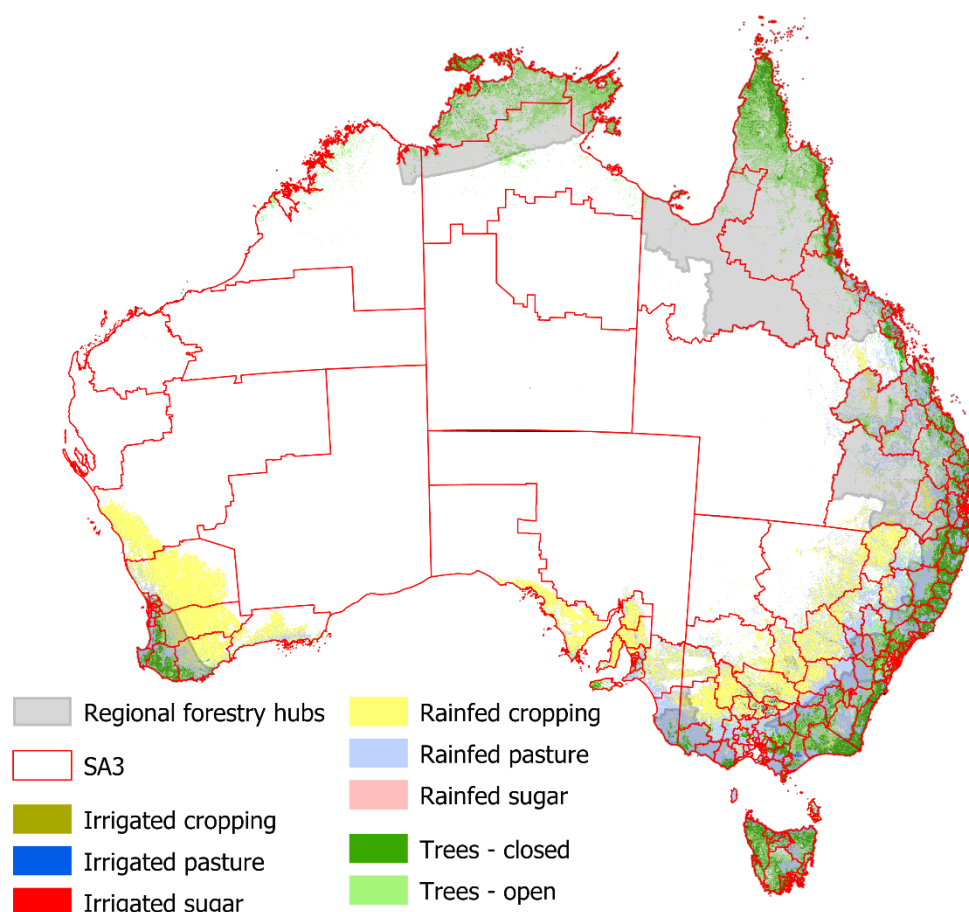 Regional forestry hubs
SA3
Irrigated cropping
Irrigated pasture
Irrigated sugar
Rainfed cropping
Rainfed pasture
Rainfed sugar
Trees - closed
Trees - open